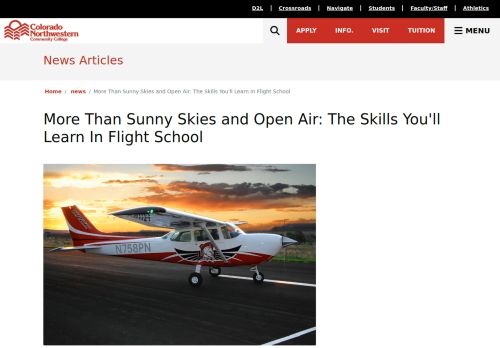 D2L | Crossroads | Navigate | Students | Faculty/Staff | Athletics
Colorado
Northwestern
Community College
APPLY INFO. VISIT TUITION MENU
News Articles
Home / news / More Than Sunny Skies and Open Air: The Skills You'll Learn In Flight School
More Than Sunny Skies and Open Air: The Skills You'll
Learn In Flight School
N758PN